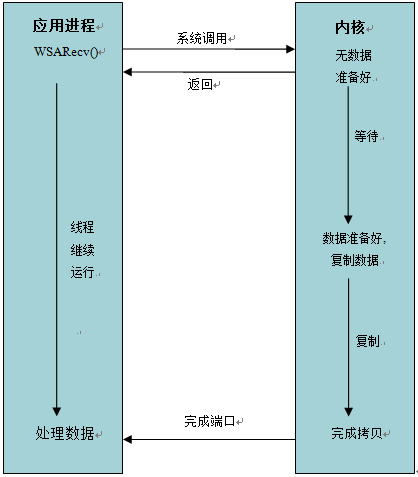 应用进程
WSARecv()
系统调用
返回
内核
无数据
准备好
等待
线程
继续
运行
数据准备好,
复制数据
复制
处理数据
完成端口
完成拷贝